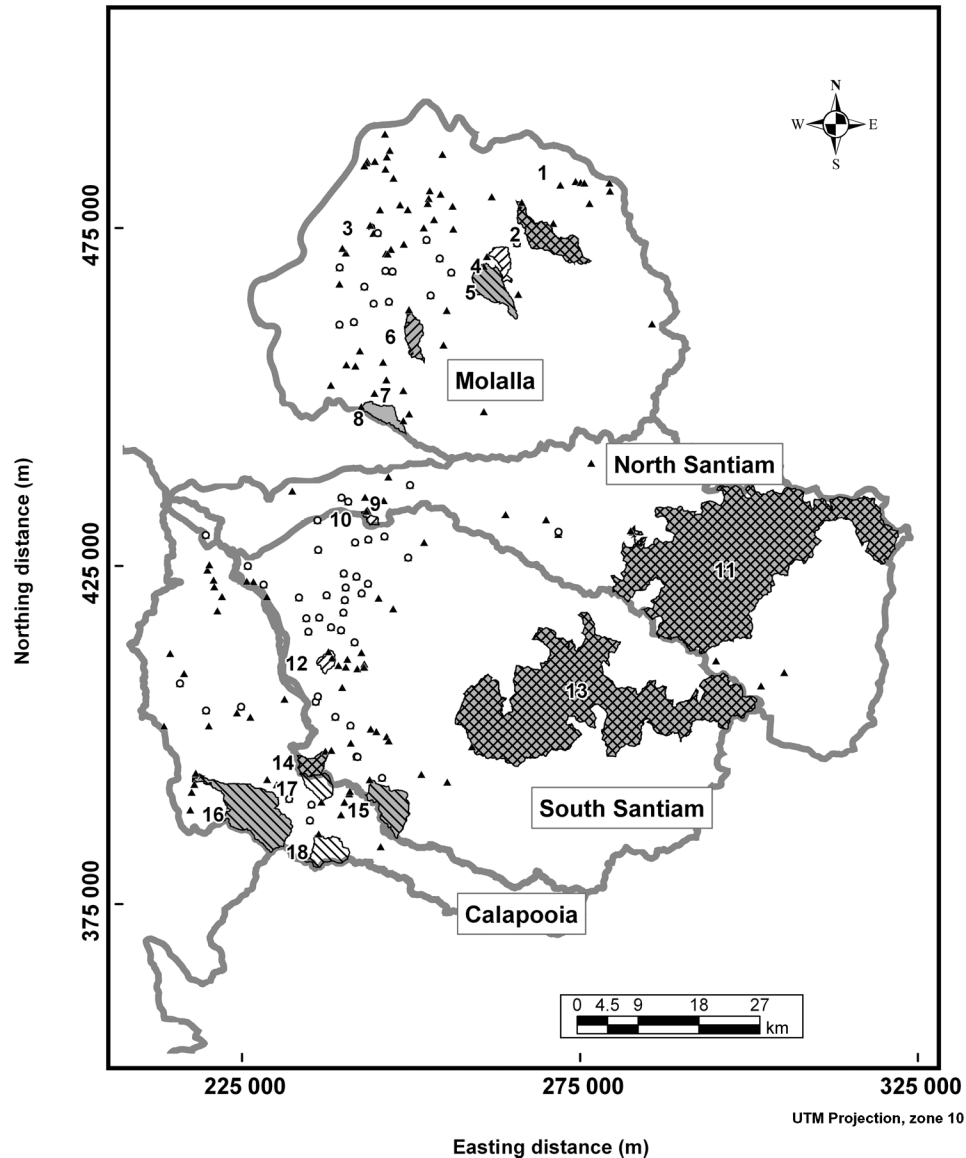 N
W E
S
1
475 000
3
2
4
5
6
Molalla
7
8
North Santiam
9
10
425 000
11
Northing distance (m)
12
13
14
17
15
16
South Santiam
18
375 000
Calapooia
0 4.5 9 18 27
km
225 000 275 000 325 000
UTM Projection, zone 10
Easting distance (m)